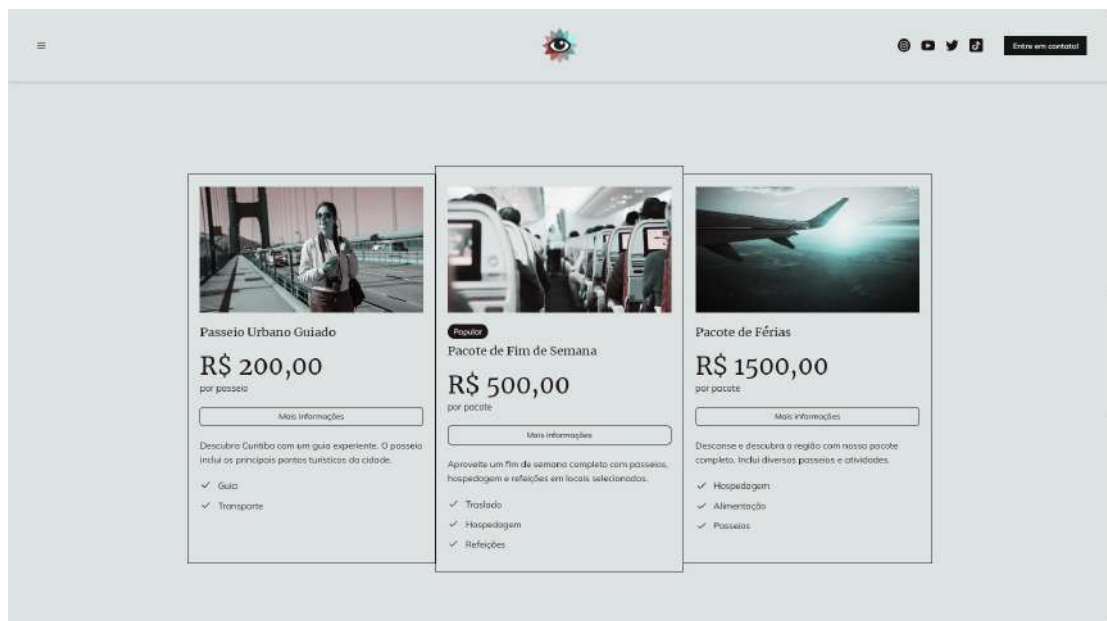 Entre em contato!
Passeio Urbano Guiado
R$ 200,00
por passeio
Mais informações
Descubra Curitiba com um guia experiente. O passeio
inclui os principais pontos turísticos da cidade.
Guia
Transporte
Popular
Pacote de Fim de Semana
R$ 500,00
por pacote
Mais informações
Aproveite um fim de semana completo com passeios,
hospedagem e refeições em locais selecionados.
Traslado
Hospedagem
Refeições
Pacote de Férias
R$ 1500,00
por pacote
Mais informações
Descanse e descubra a região com nosso pacote
completo. Inclui diversos passeios e atividades.
Hospedagem
Alimentação
Passeios